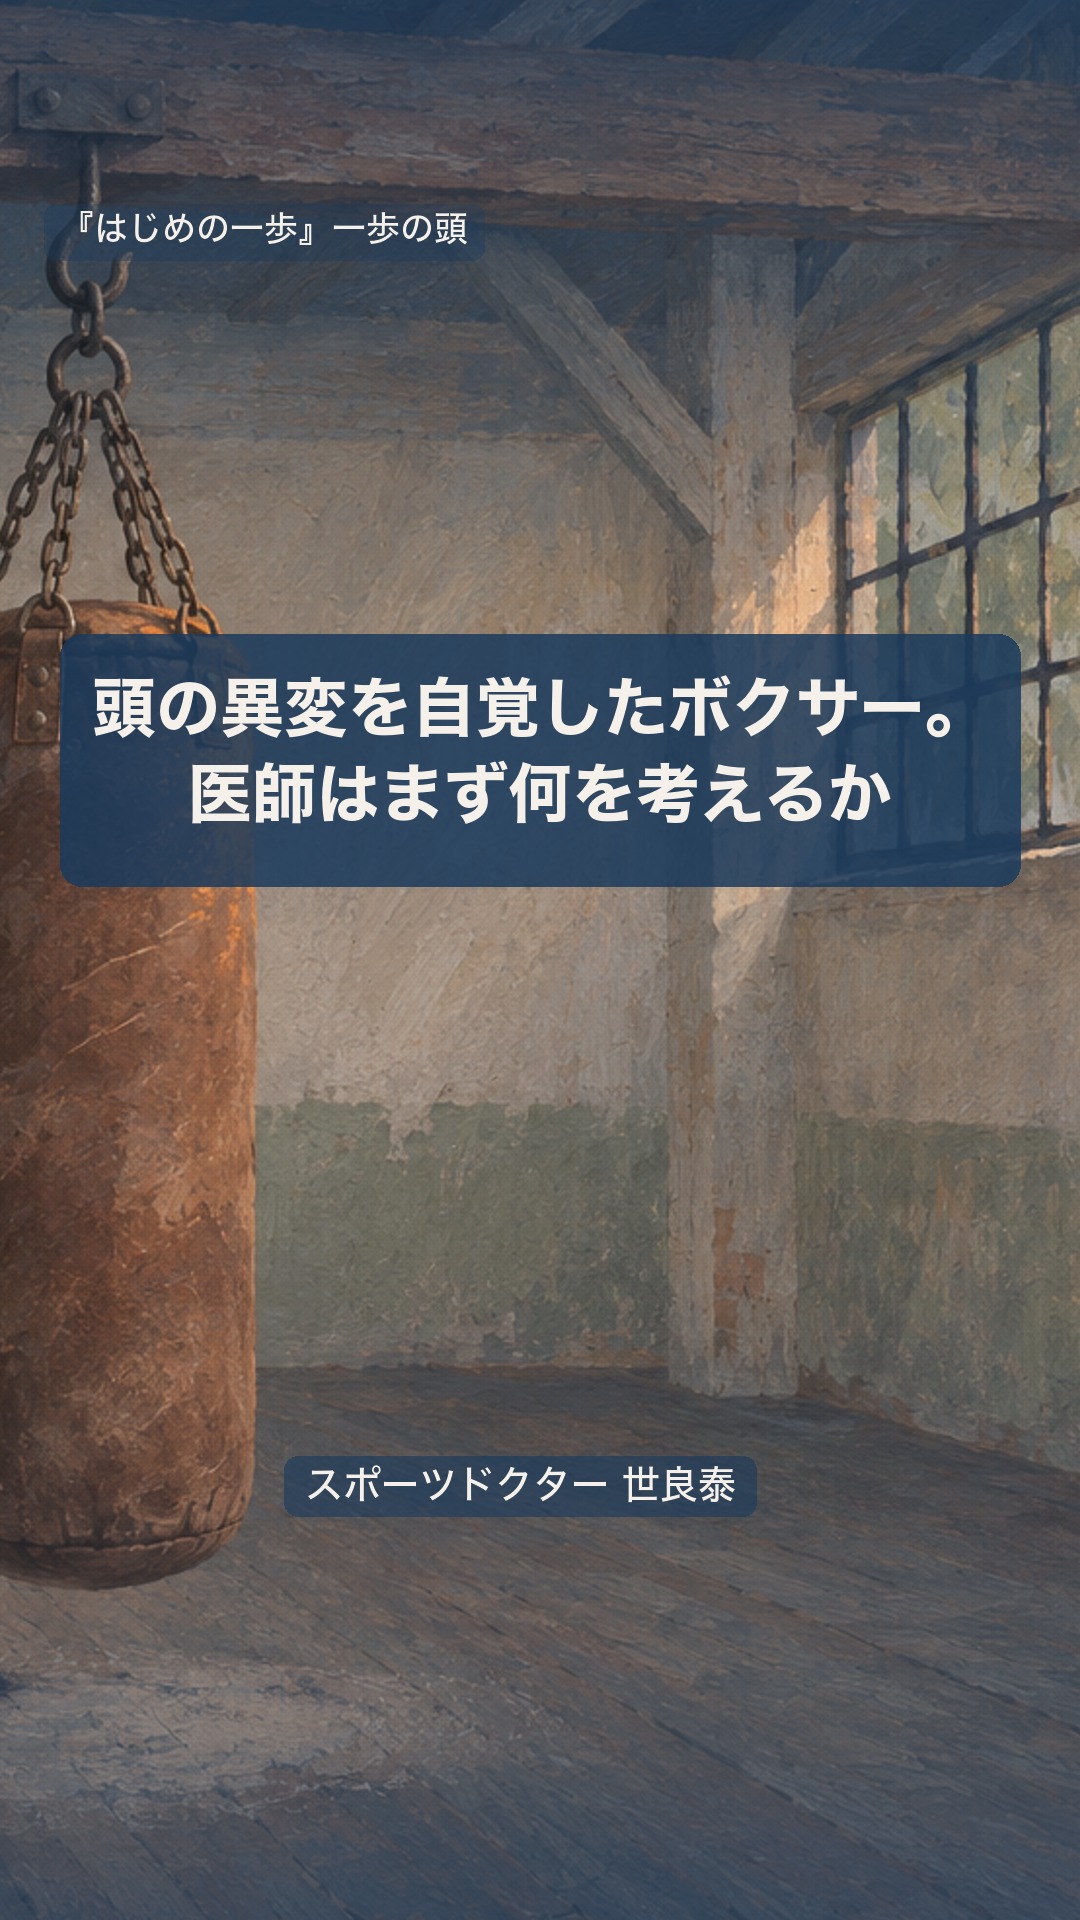 『はじめの一歩』一歩の頭
頭の異変を自覚したボクサー。
医師はまず何を考えるか
スポーツドクター 世良泰